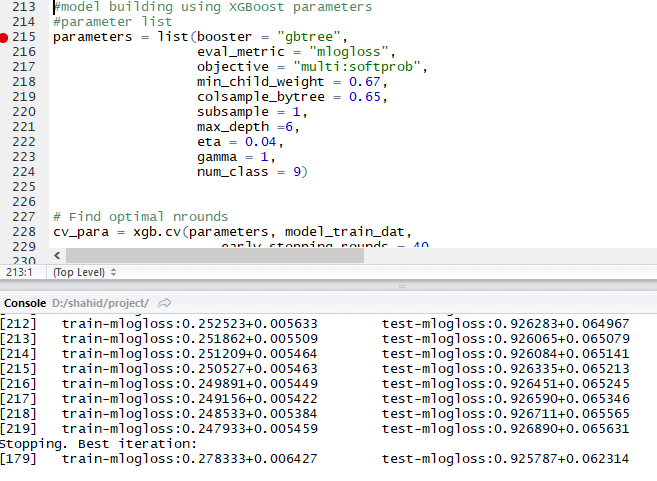 213 #model building using XGBoost parameters
214 #parameter list
215 parameters = list(booster = "gbtree",
216 eval_metric = "mlogloss",
217 objective = "multi:softprob",
218 min_child_weight = 0.67,
219 colsample_bytree = 0.65,
220 subsample = 1,
221 max_depth =6,
222 eta = 0.04,
223 gamma = 1,
224 num_class = 9)
225
226
227 # Find optimal nrounds
228 cv_para = xgb.cv(parameters, model_train_dat,
229 early_stopping_rounds = 40
230
213:1 (Top Level)
Console D:/shahid/project/
[212] train-mlogloss:0.252523+0.005633 test-mlogloss:0.926283+0.064967
[213] train-mlogloss:0.251862+0.005509 test-mlogloss:0.926065+0.065079
[214] train-mlogloss:0.251209+0.005464 test-mlogloss:0.926084+0.065141
[215] train-mlogloss:0.250527+0.005463 test-mlogloss:0.926335+0.065213
[216] train-mlogloss:0.249891+0.005449 test-mlogloss:0.926451+0.065245
[217] train-mlogloss:0.249156+0.005422 test-mlogloss:0.926590+0.065346
[218] train-mlogloss:0.248533+0.005384 test-mlogloss:0.926711+0.065565
[219] train-mlogloss:0.247933+0.005459 test-mlogloss:0.926890+0.065631
Stopping. Best iteration:
[179] train-mlogloss:0.278333+0.006427 test-mlogloss:0.925787+0.062314